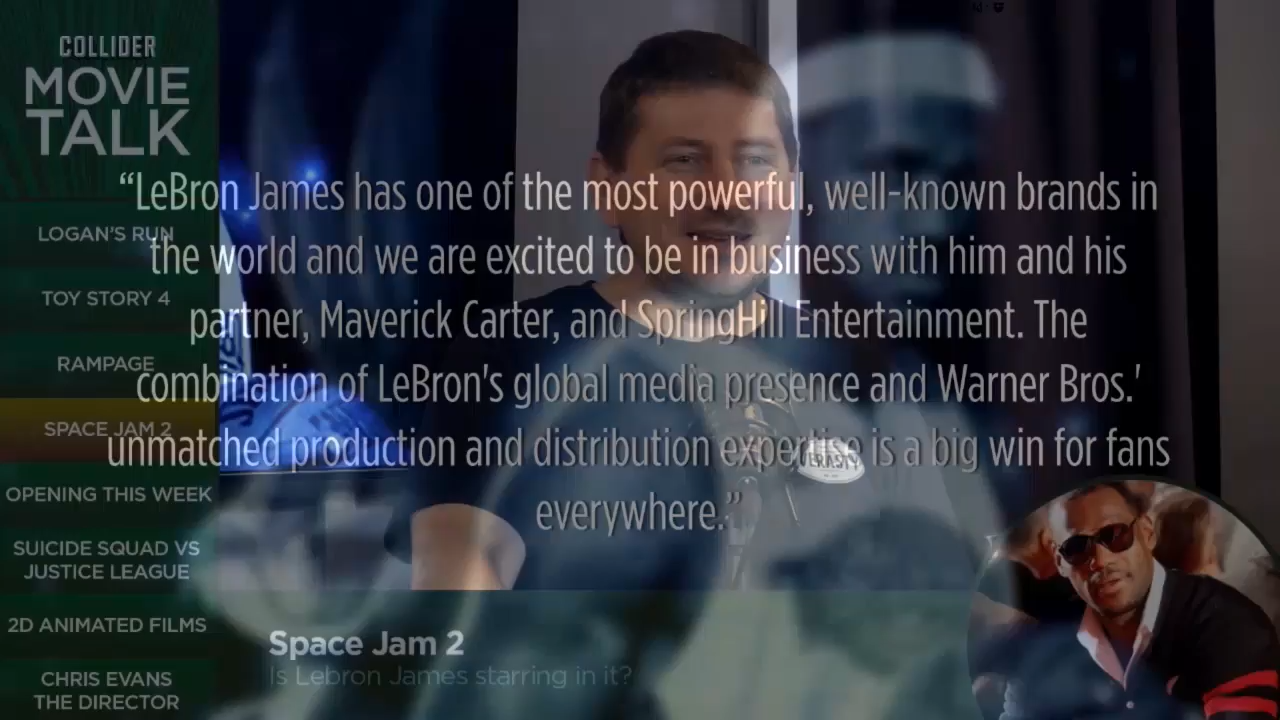 COLLIDER
MOVIE
TALK
LOGAN'S RUN
TOY STORY 4
RAMPAGE
SPACE JAM 2
OPENING THIS WEEK
SUICIDE SQUAD VS
JUSTICE LEAGUE
2D ANIMATED FILMS
CHRIS EVANS
THE DIRECTOR
“LeBron James has one of the most powerful, well-known brands in
the world and we are excited to be in business with him and his
partner, Maverick Carter, and SpringHill Entertainment. The
combination of LeBron's global media presence and Warner Bros.'
unmatched production and distribution expertise is a big win for fans
everywhere.”
Space Jam 2
Is Lebron James starring in it?